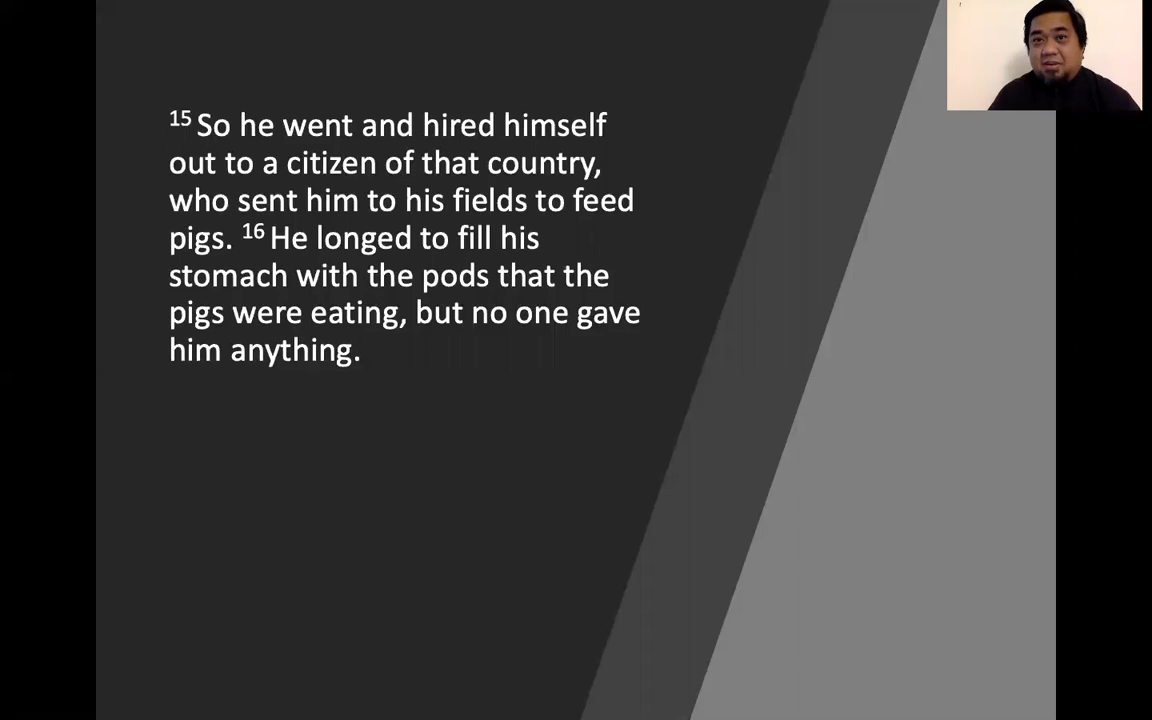 15 So he went and hired himself
out to a citizen of that country,
who sent him to his fields to feed
pigs. 16 He longed to fill his
stomach with the pods that the
pigs were eating, but no one gave
him anything.